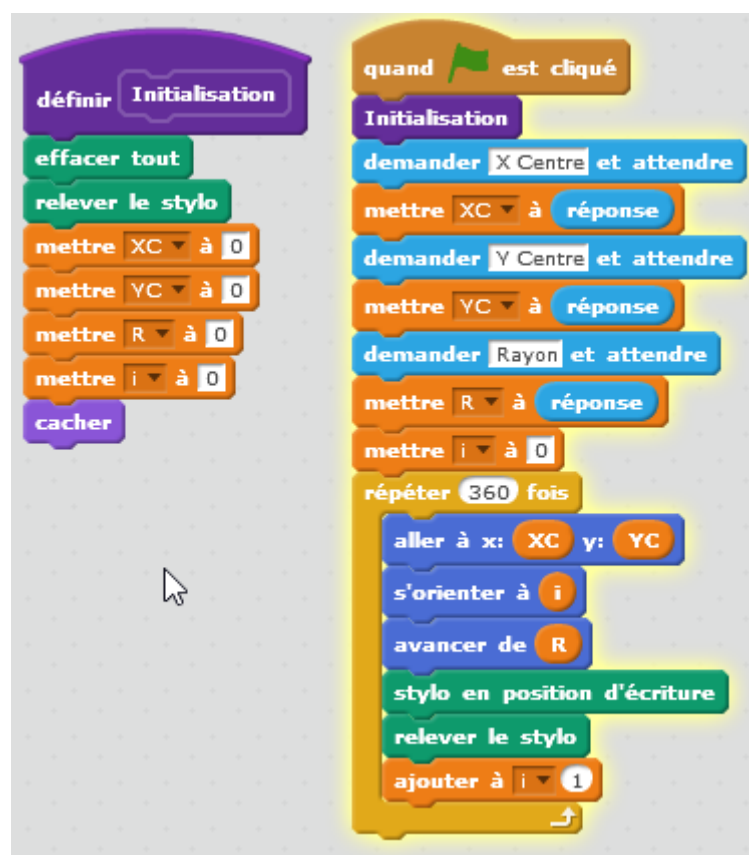 définir Initialisation
effacer tout
relever le stylo
mettre XC à 0
mettre YC à 0
mettre R à 0
mettre i à 0
cacher
quand est cliqué
Initialisation
demander X Centre et attendre
mettre XC à réponse
demander Y Centre et attendre
mettre YC à réponse
demander Rayon et attendre
mettre R à réponse
mettre i à 0
répéter 360 fois
aller à x: XC y: YC
s'orienter à i
avancer de R
stylo en position d'écriture
relever le stylo
ajouter à i 1